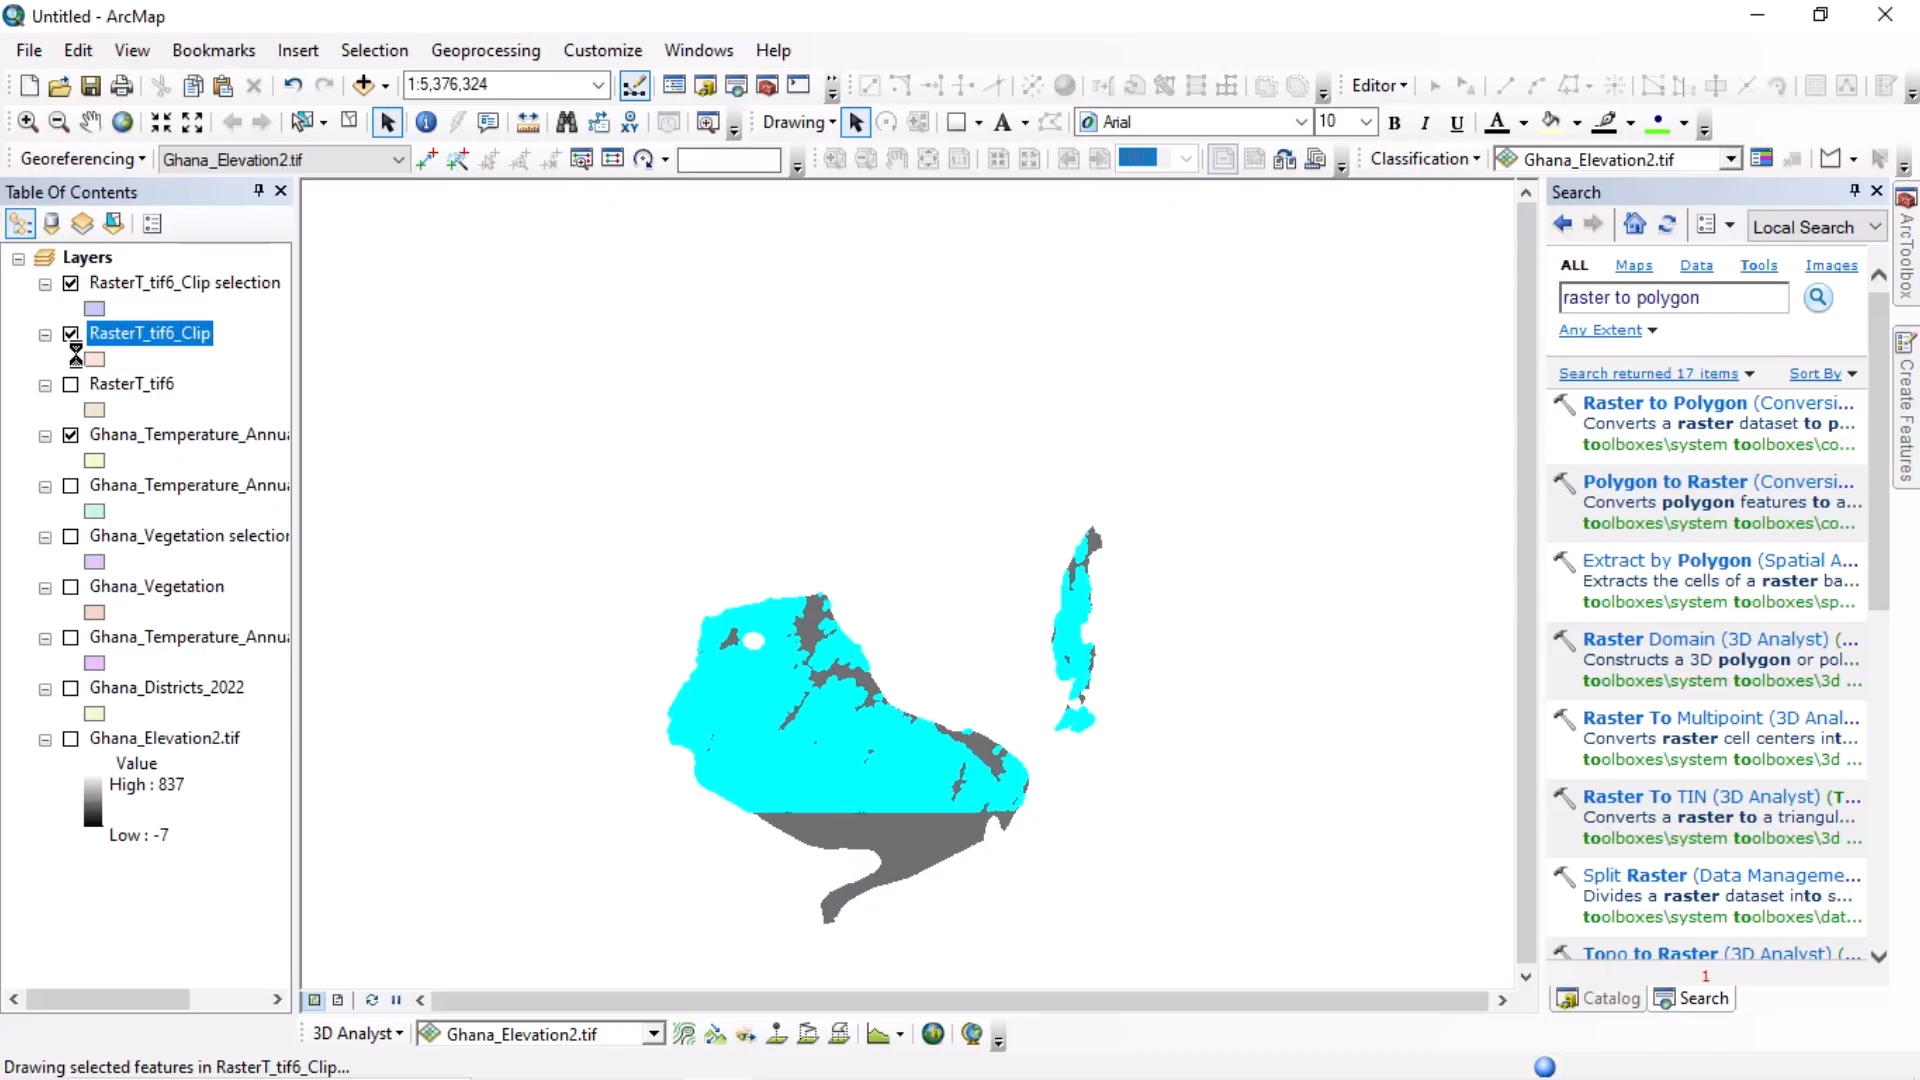 Untitled - ArcMap
File Edit View Bookmarks Insert Selection Geoprocessing Customize Windows Help
1:5,376,324
Editor
Drawing
A
Arial
10
B I U A
Georeferencing
Ghana_Elevation2.tif
Classification
Ghana_Elevation2.tif
Table Of Contents
Layers
RasterT_tif6_Clip selection
RasterT_tif6_Clip
RasterT_tif6
Ghana_Temperature_Annua
Ghana_Temperature_Annua
Ghana_Vegetation selection
Ghana_Vegetation
Ghana_Temperature_Annua
Ghana_Districts_2022
Ghana_Elevation2.tif
Value
High : 837
Low : -7
Search
Local Search
ALL Maps Data Tools Images
raster to polygon
Any Extent
Search returned 17 items Sort By
Raster to Polygon (Conversi...
Converts a raster dataset to p...
toolboxes\system toolboxes\co...
Polygon to Raster (Conversi...
Converts polygon features to a...
toolboxes\system toolboxes\co...
Extract by Polygon (Spatial A...
Extracts the cells of a raster ba...
toolboxes\system toolboxes\sp...
Raster Domain (3D Analyst) (...
Constructs a 3D polygon or pol...
toolboxes\system toolboxes\3d ...
Raster To Multipoint (3D Anal...
Converts raster cell centers int...
toolboxes\system toolboxes\3d ...
Raster To TIN (3D Analyst) (T...
Converts a raster to a triangul...
toolboxes\system toolboxes\3d ...
Split Raster (Data Manageme...
Divides a raster dataset into s...
toolboxes\system toolboxes\dat...
Topo to Raster (3D Analyst) (...
1
Catalog Search
ArcToolbox
Create Features
3D Analyst
Ghana_Elevation2.tif
Drawing selected features in RasterT_tif6_Clip...